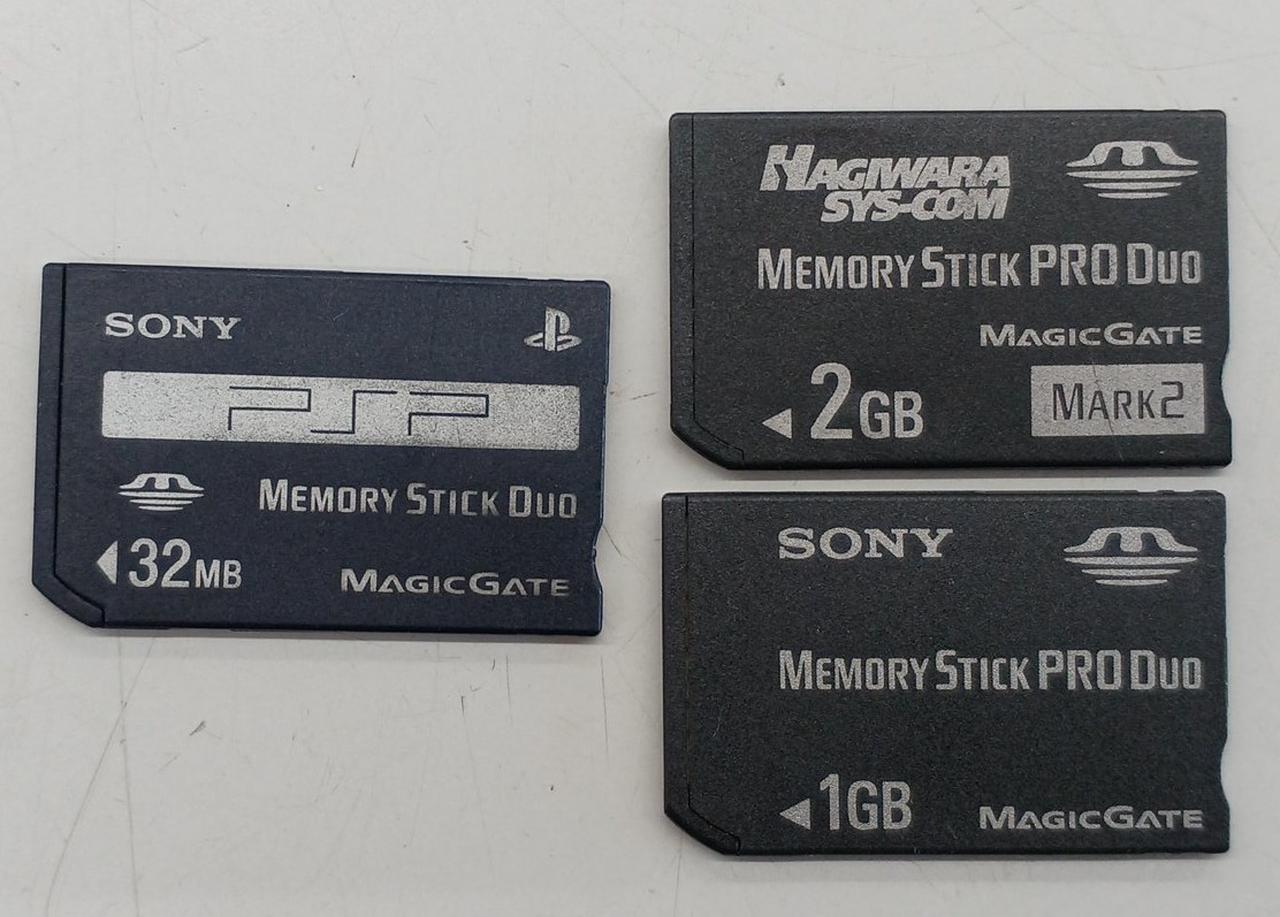 SONY
PSP
MEMORY STICK DUO
32MB
MAGICGATE
HAGIWARA
SYS-COM
MEMORY STICK PRO DUO
MAGICGATE
2GB
MARK2
SONY
MEMORY STICK PRO DUO
1GB
MAGICGATE